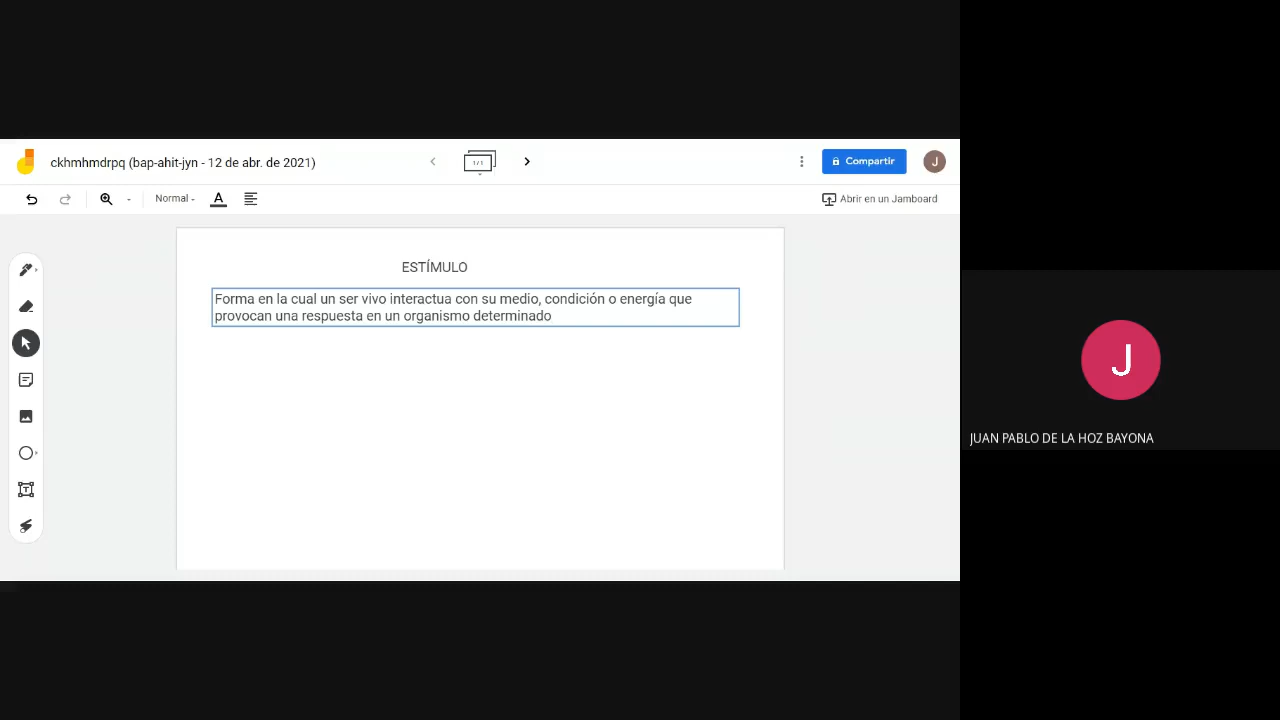 ckhmhmdrpq (bap-ahit-jyn - 12 de abr. de 2021)
1/1
Compartir
J
Normal
A
Abrir en un Jamboard
ESTÍMULO
Forma en la cual un ser vivo interactua con su medio, condición o energía que
provocan una respuesta en un organismo determinado
T
J
JUAN PABLO DE LA HOZ BAYONA